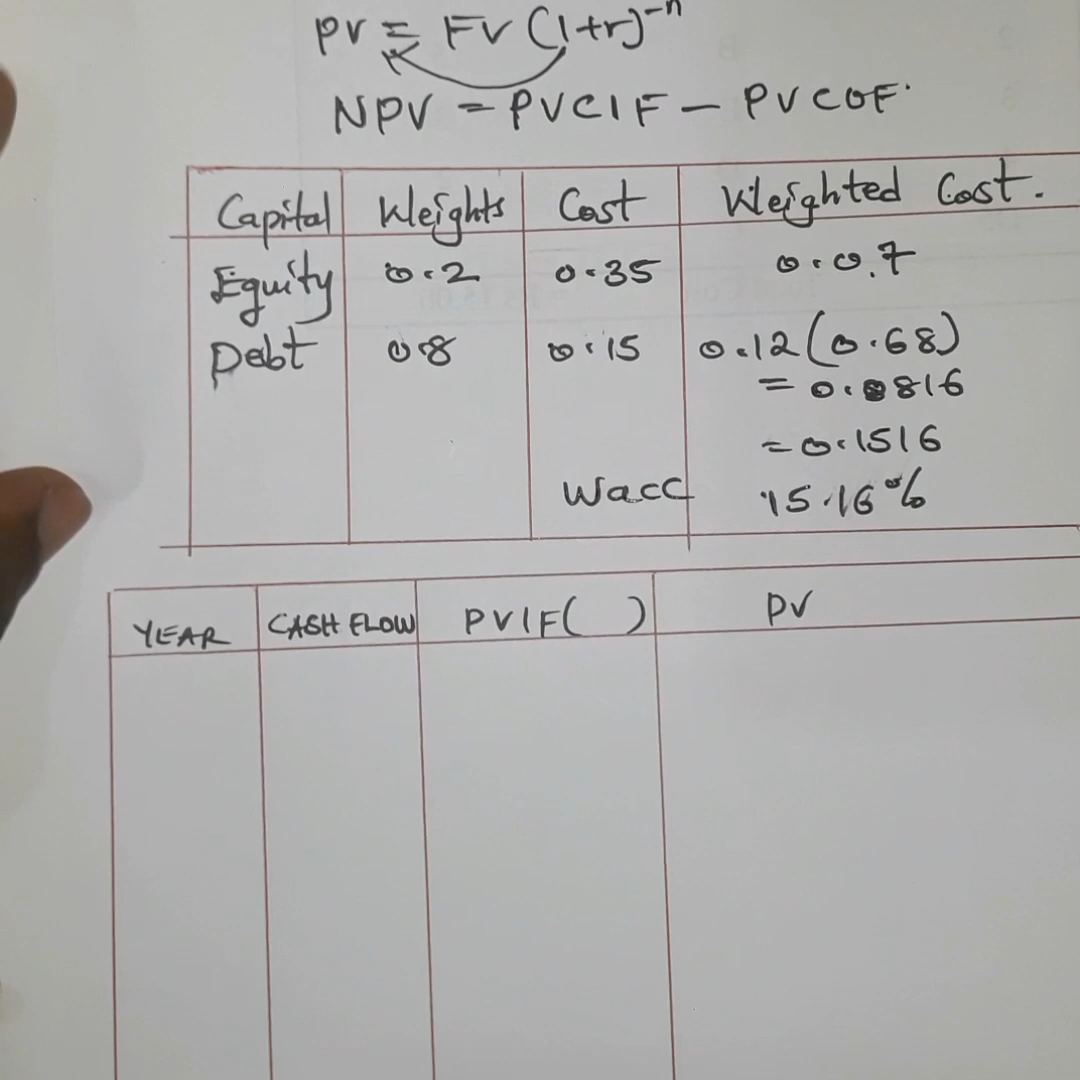 PV = FV (1+r)^-n
NPV = PVCIF - PVCOF.
Capital Weights Cost Weighted Cost.
Equity 0.2 0.35 0.0.7
Debt 0.8 0.15 0.12(0.68)
= 0.0816
= 0.1516
Wacc 15.16%
YEAR CASH FLOW PVIF( ) PV